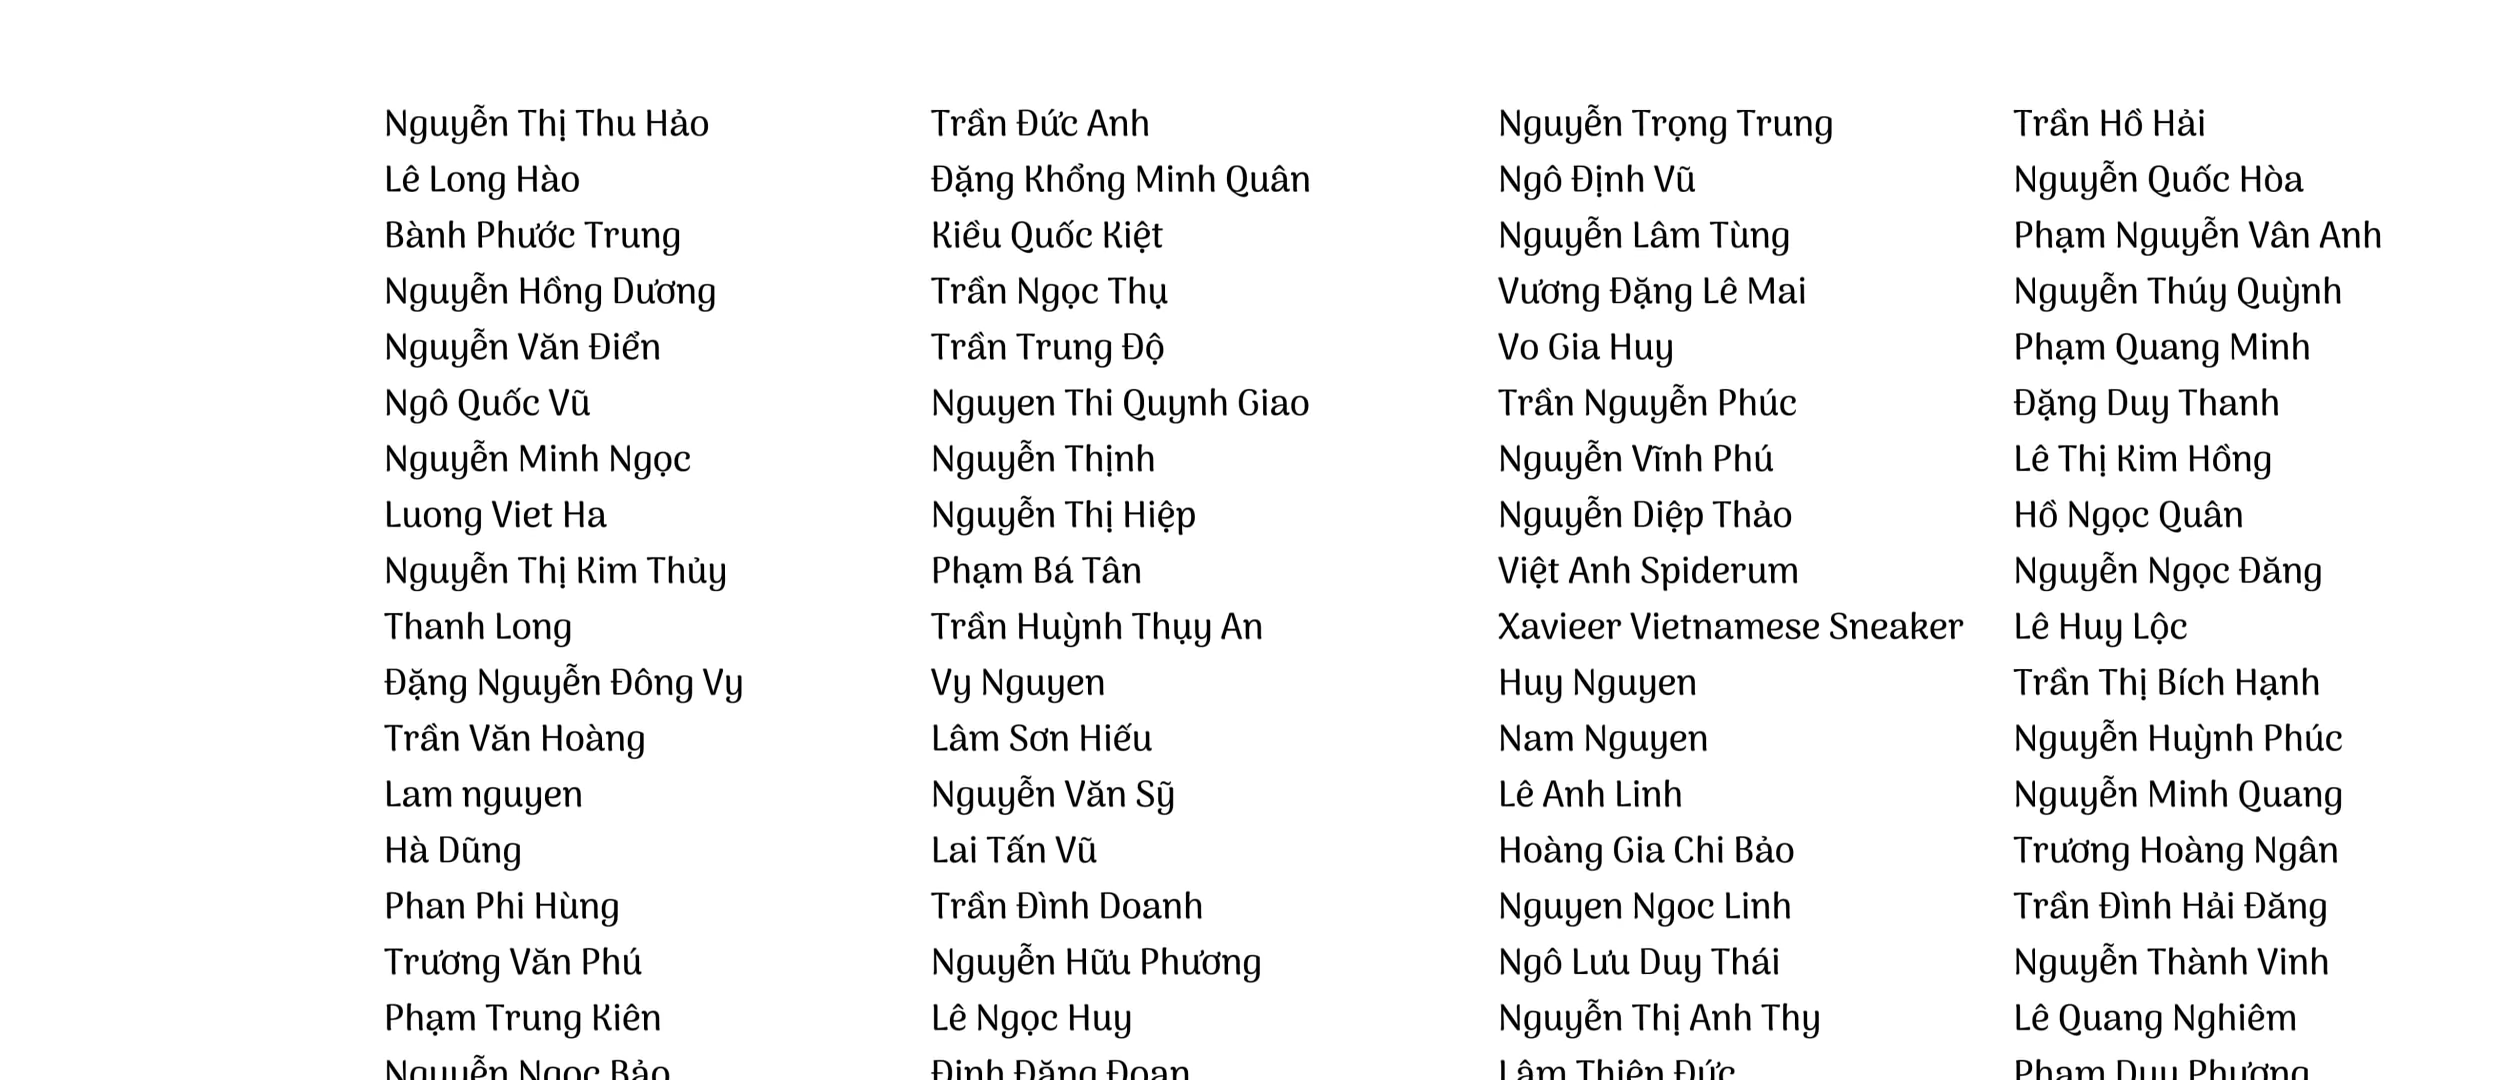 Nguyễn Thị Thu Hảo
Lê Long Hào
Bành Phước Trung
Nguyễn Hồng Dương
Nguyễn Văn Điển
Ngô Quốc Vũ
Nguyễn Minh Ngọc
Luong Viet Ha
Nguyễn Thị Kim Thủy
Thanh Long
Đặng Nguyễn Đông Vy
Trần Văn Hoàng
Lam nguyen
Hà Dũng
Phan Phi Hùng
Trương Văn Phú
Phạm Trung Kiên
Nguyễn Ngọc Bảo
Trần Đức Anh
Đặng Khổng Minh Quân
Kiều Quốc Kiệt
Trần Ngọc Thụ
Trần Trung Độ
Nguyen Thi Quynh Giao
Nguyễn Thịnh
Nguyễn Thị Hiệp
Phạm Bá Tân
Trần Huỳnh Thụy An
Vy Nguyen
Lâm Sơn Hiếu
Nguyễn Văn Sỹ
Lai Tấn Vũ
Trần Đình Doanh
Nguyễn Hữu Phương
Lê Ngọc Huy
Đinh Đăng Đoan
Nguyễn Trọng Trung
Ngô Định Vũ
Nguyễn Lâm Tùng
Vương Đặng Lê Mai
Vo Gia Huy
Trần Nguyễn Phúc
Nguyễn Vĩnh Phú
Nguyễn Diệp Thảo
Việt Anh Spiderum
Xavieer Vietnamese Sneaker
Huy Nguyen
Nam Nguyen
Lê Anh Linh
Hoàng Gia Chi Bảo
Nguyen Ngoc Linh
Ngô Lưu Duy Thái
Nguyễn Thị Anh Thy
Lâm Thiên Đức
Trần Hồ Hải
Nguyễn Quốc Hòa
Phạm Nguyễn Vân Anh
Nguyễn Thúy Quỳnh
Phạm Quang Minh
Đặng Duy Thanh
Lê Thị Kim Hồng
Hồ Ngọc Quân
Nguyễn Ngọc Đăng
Lê Huy Lộc
Trần Thị Bích Hạnh
Nguyễn Huỳnh Phúc
Nguyễn Minh Quang
Trương Hoàng Ngân
Trần Đình Hải Đăng
Nguyễn Thành Vinh
Lê Quang Nghiêm
Duy Phương